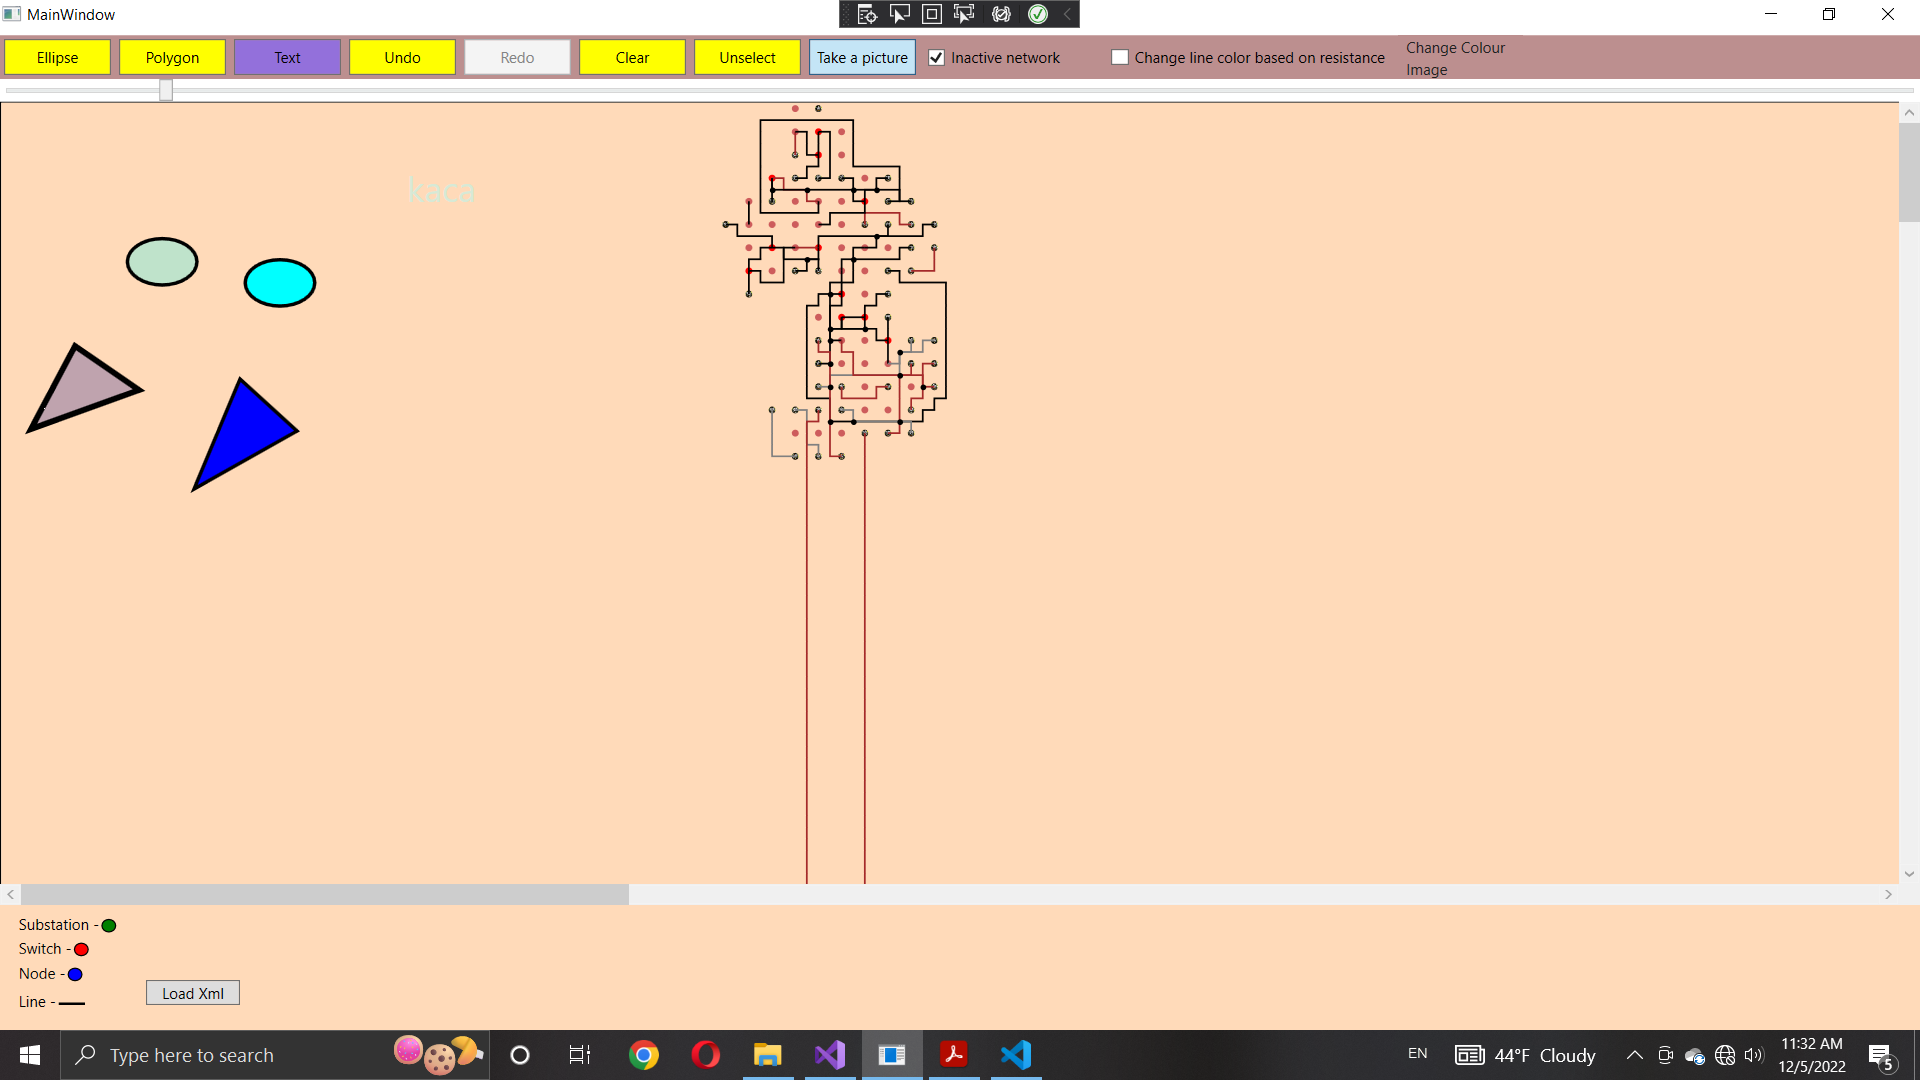 MainWindow
Ellipse Polygon Text Undo Redo Clear Unselect Take a picture Inactive network Change line color based on resistance Change Colour
Image
kaca
Substation -
Switch -
Node -
Line -
Load Xml
Type here to search
EN 44°F Cloudy 11:32 AM
12/5/2022
5